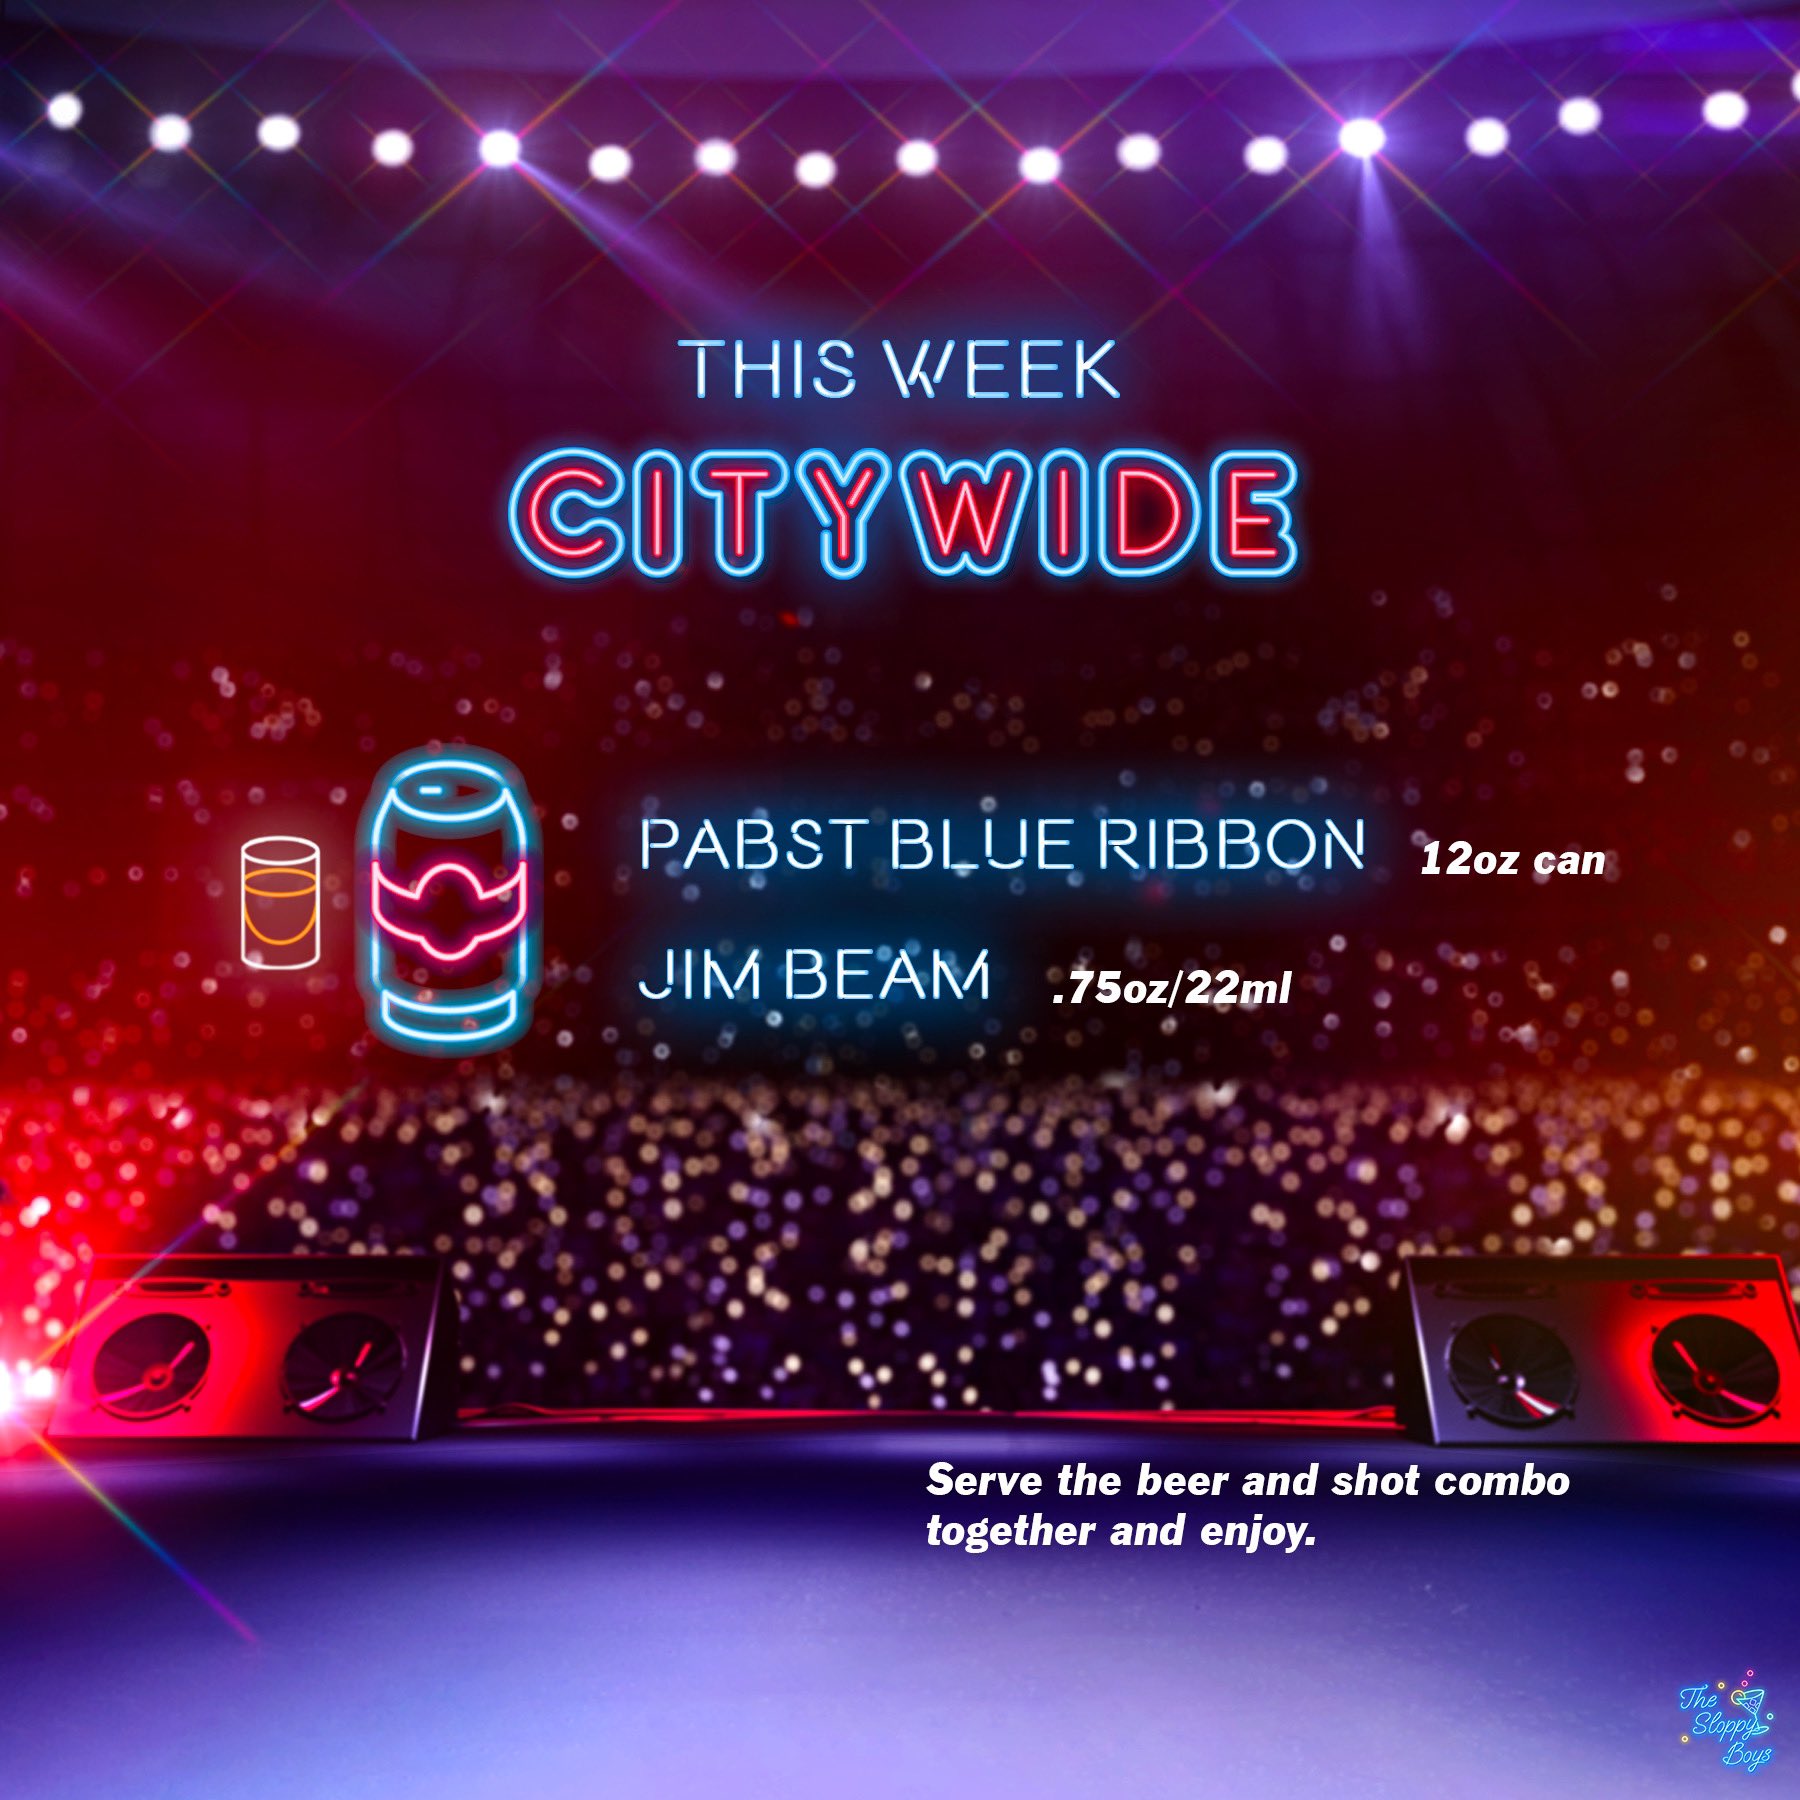 THIS WEEK
CITYWIDE
PABST BLUE RIBBON 12oz can
JIM BEAM .75oz/22ml
Serve the beer and shot combo
together and enjoy.
The
Sloppy
Boys